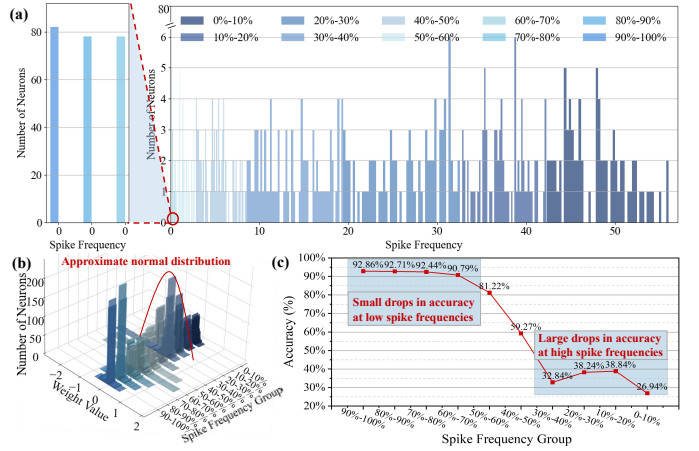 (a)
80
60
40
20
0
Number of Neurons
0 0 0
Spike Frequency
80
6
5
4
3
2
1
0
Number of Neurons
0%-10% 20%-30% 40%-50% 60%-70% 80%-90%
10%-20% 30%-40% 50%-60% 70%-80% 90%-100%
10 20 30 40 50
Spike Frequency
(b)
Approximate normal distribution
200
150
100
50
0
Number of Neurons
-2
-1
0
1
2
Weight Value
0-10%
10-20%
20-30%
30-40%
40-50%
50-60%
60-70%
70-80%
80-90%
90-100%
Spike Frequency Group
(c)
100%
90%
80%
70%
60%
50%
40%
30%
20%
Accuracy (%)
92.86% 92.71% 92.44% 90.79%
81.22%
59.27%
32.84% 38.24% 38.84%
26.94%
Small drops in accuracy
at low spike frequencies
Large drops in accuracy
at high spike frequencies
90%-100%
80%-90%
70%-80%
60%-70%
50%-60%
40%-50%
30%-40%
20%-30%
10%-20%
0-10%
Spike Frequency Group